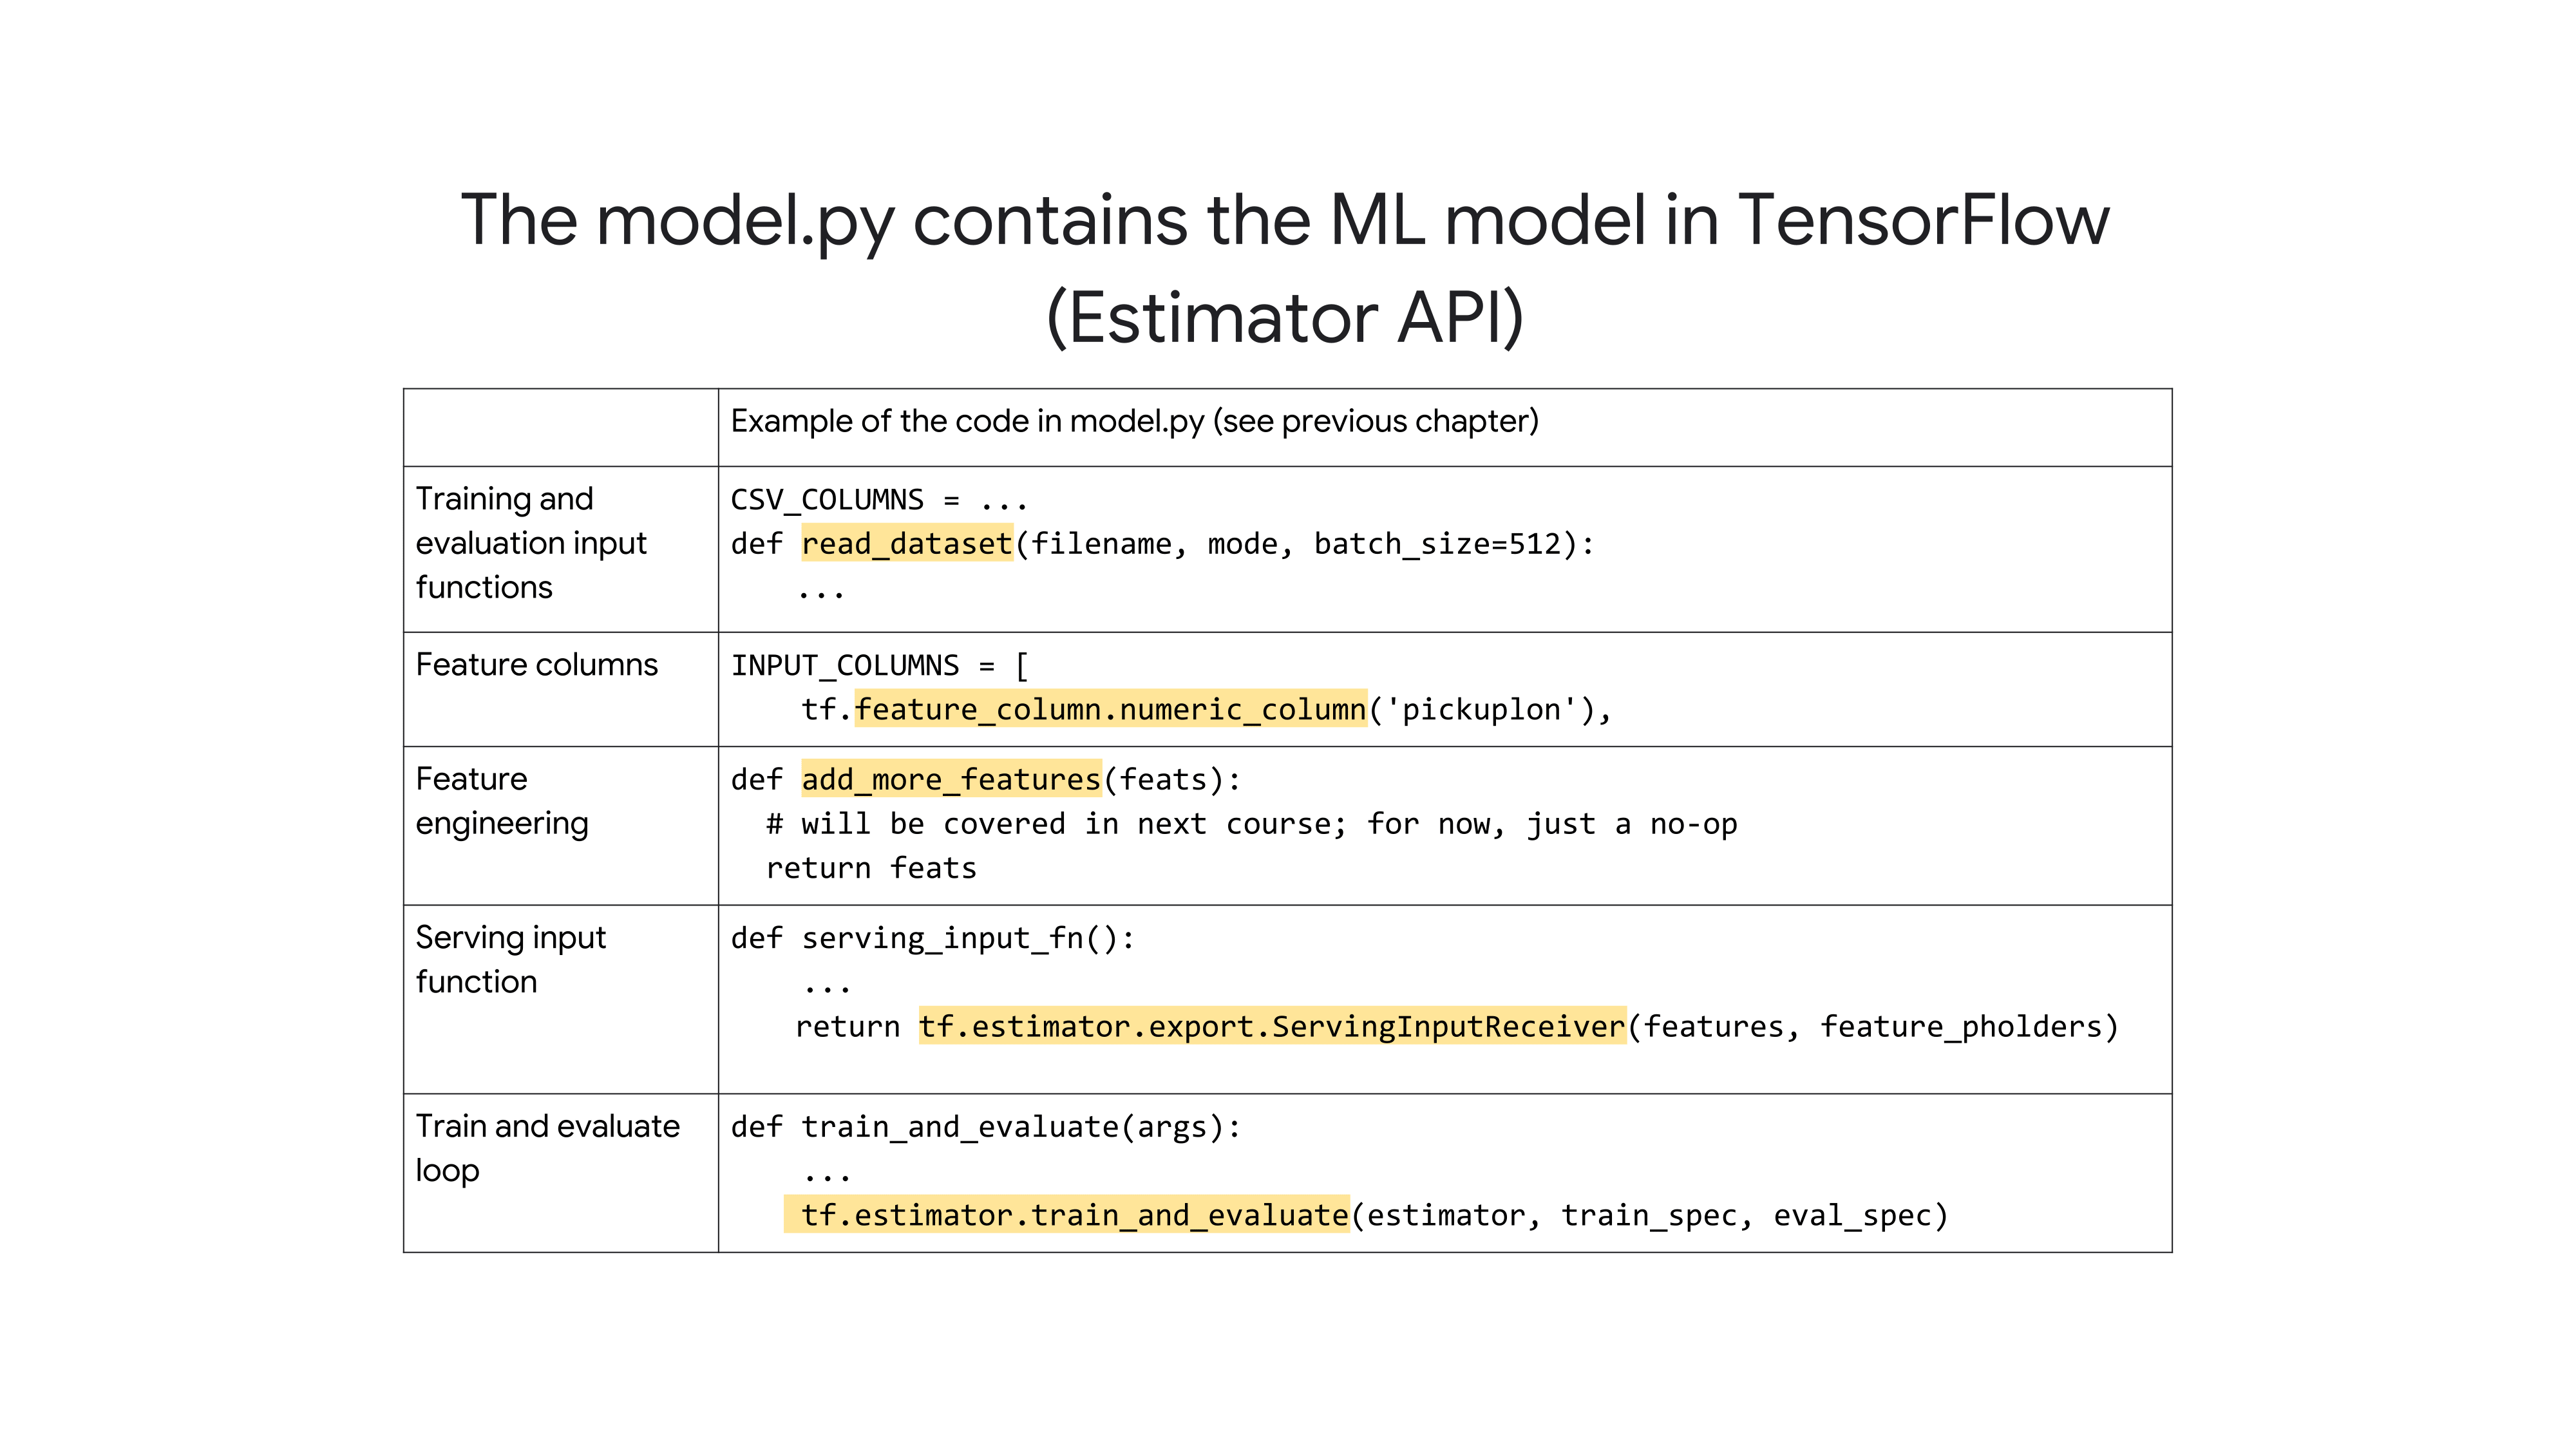 The model.py contains the ML model in TensorFlow
(Estimator API)
Example of the code in model.py (see previous chapter)
Training and
evaluation input
functions
CSV_COLUMNS = ...
def read_dataset(filename, mode, batch_size=512):
...
Feature columns
INPUT_COLUMNS = [
tf.feature_column.numeric_column('pickuplon'),
Feature
engineering
def add_more_features(feats):
# will be covered in next course; for now, just a no-op
return feats
Serving input
function
def serving_input_fn():
...
return tf.estimator.export.ServingInputReceiver(features, feature_pholders)
Train and evaluate
loop
def train_and_evaluate(args):
...
tf.estimator.train_and_evaluate(estimator, train_spec, eval_spec)